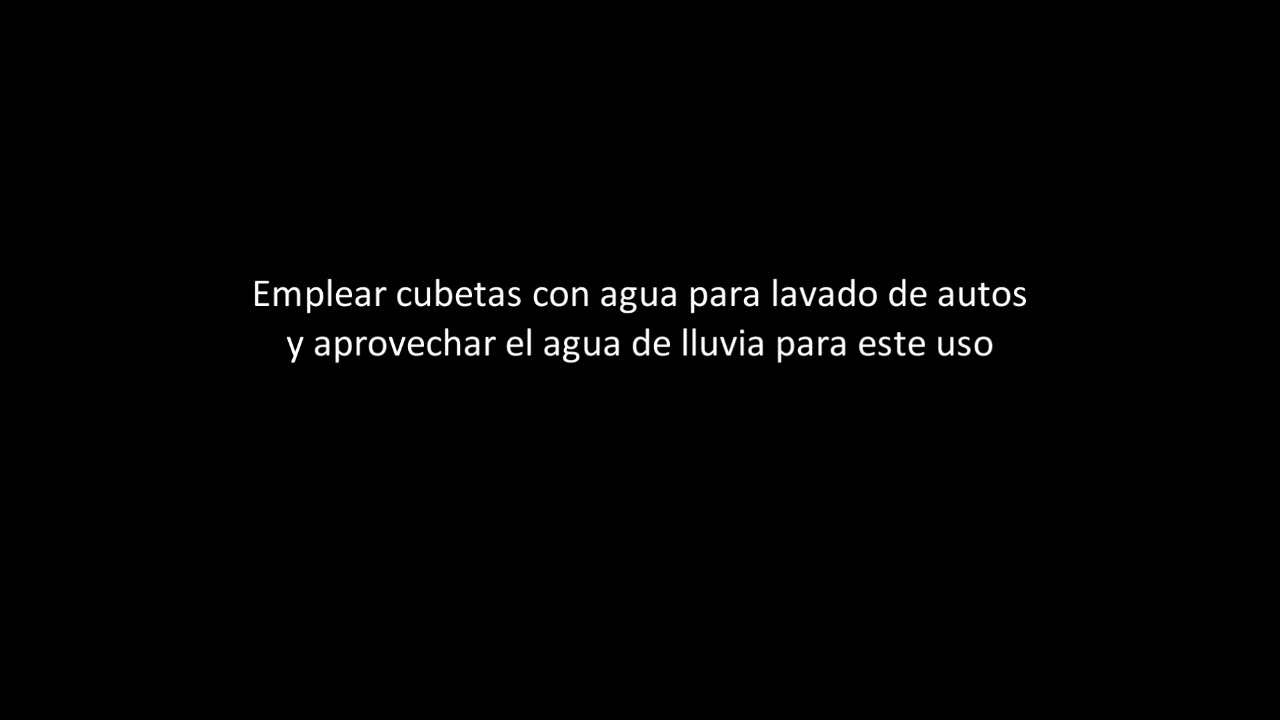 Emplear cubetas con agua para lavado de autos
y aprovechar el agua de lluvia para este uso